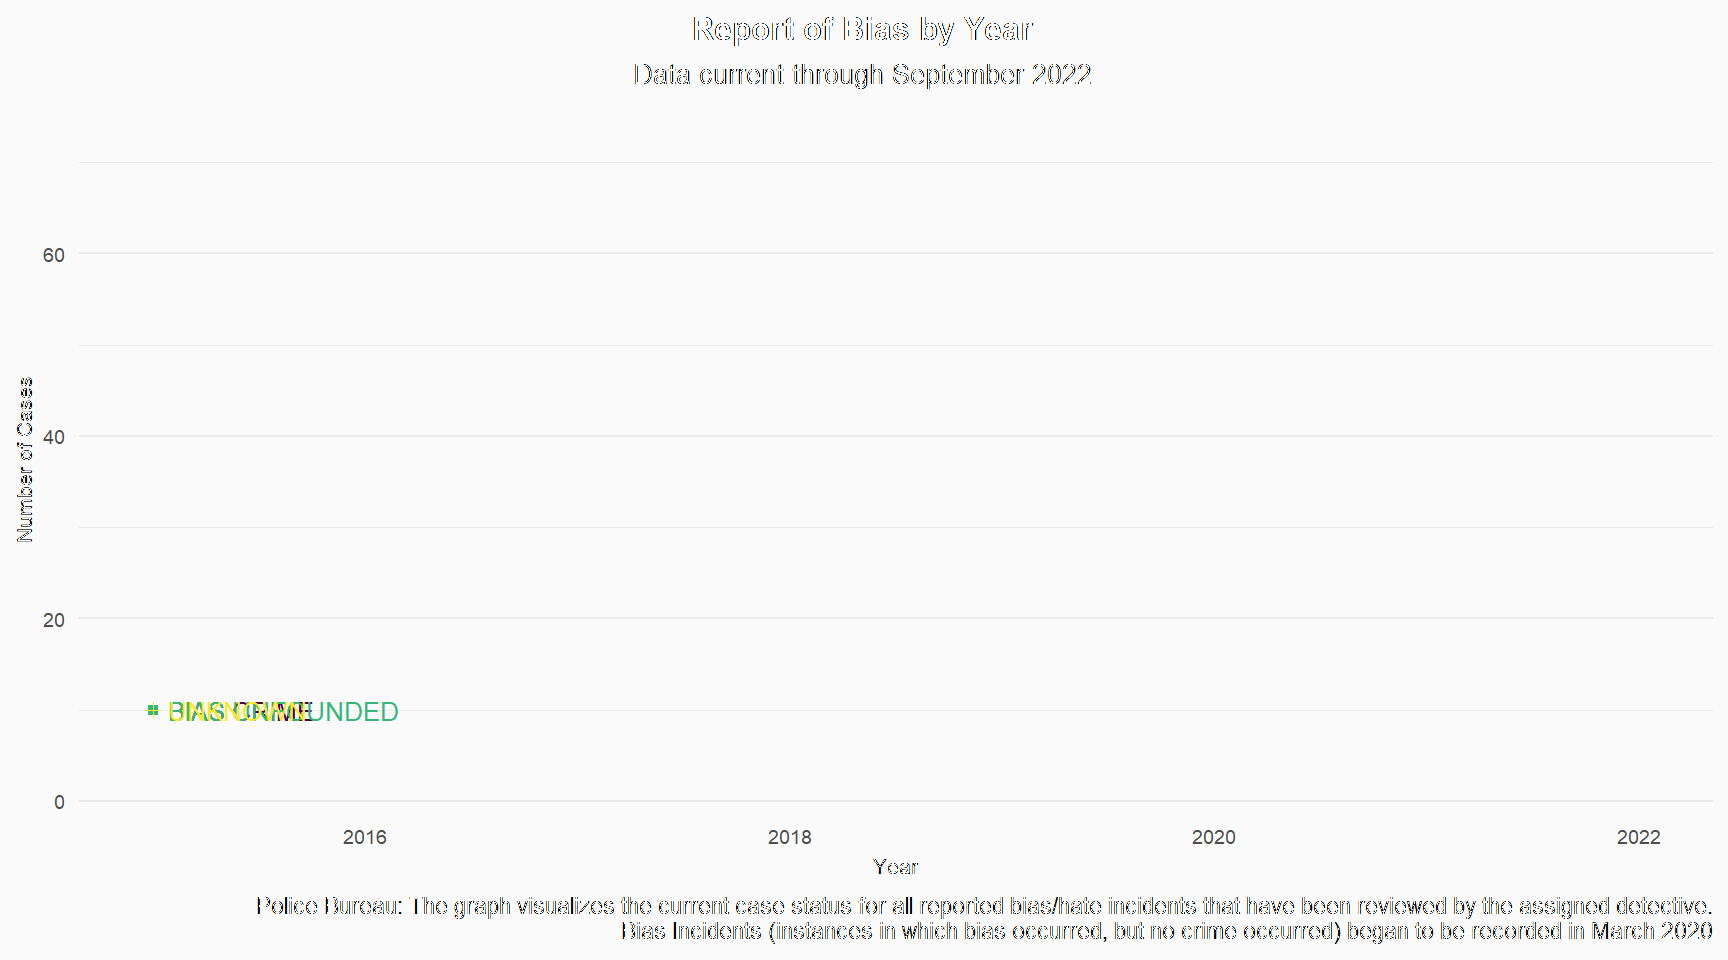 Report of Bias by Year
Data current through September 2022
60
40
20
0
Number of Cases
BIAS CRIME
UNKNOWN
UNFOUNDED
2016
2018
2020
2022
Year
Police Bureau: The graph visualizes the current case status for all reported bias/hate incidents that have been reviewed by the assigned detective.
Bias Incidents (instances in which bias occurred, but no crime occurred) began to be recorded in March 2020